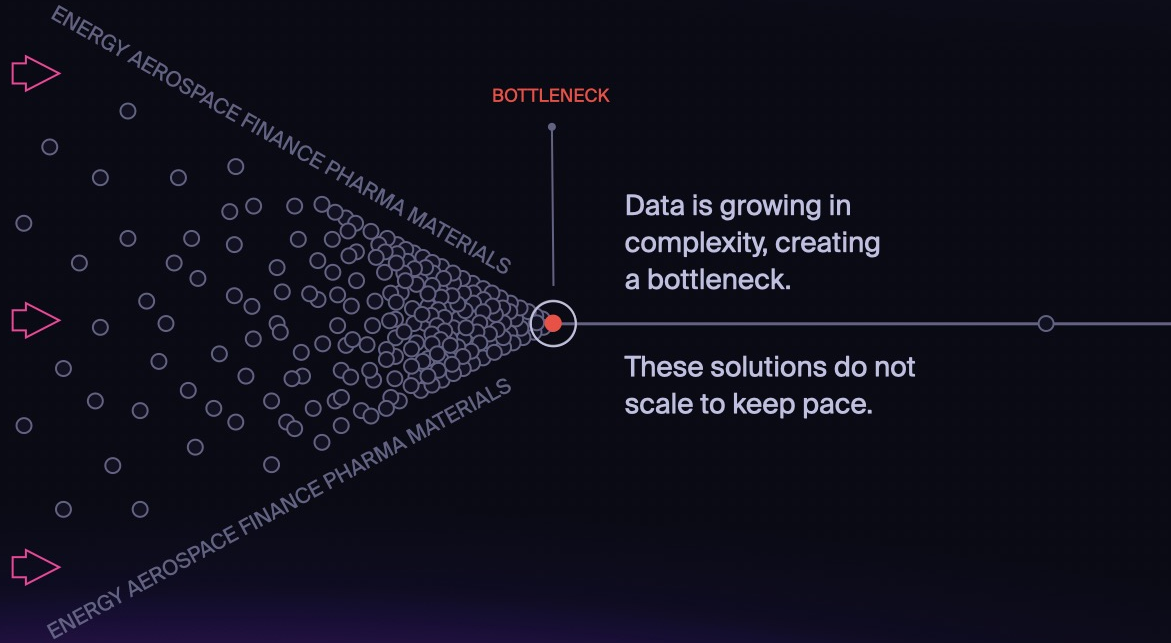 ENERGY AEROSPACE FINANCE PHARMA MATERIALS
BOTTLENECK
Data is growing in
complexity, creating
a bottleneck.
These solutions do not
scale to keep pace.
ENERGY AEROSPACE FINANCE PHARMA MATERIALS